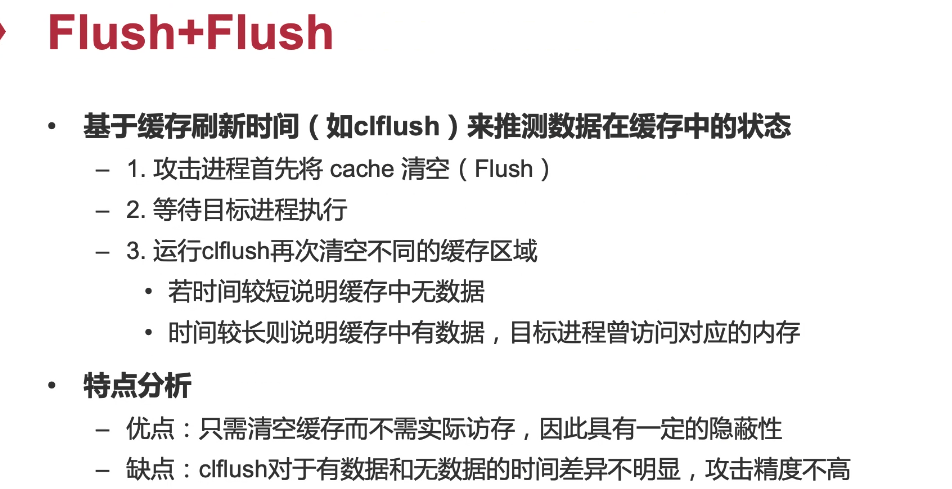 Flush+Flush
• 基于缓存刷新时间（如clflush）来推测数据在缓存中的状态
– 1. 攻击进程首先将 cache 清空（Flush）
– 2. 等待目标进程执行
– 3. 运行clflush再次清空不同的缓存区域
• 若时间较短说明缓存中无数据
• 时间较长则说明缓存中有数据，目标进程曾访问对应的内存
• 特点分析
– 优点：只需清空缓存而不需实际访存，因此具有一定的隐蔽性
– 缺点：clflush对于有数据和无数据的时间差异不明显，攻击精度不高